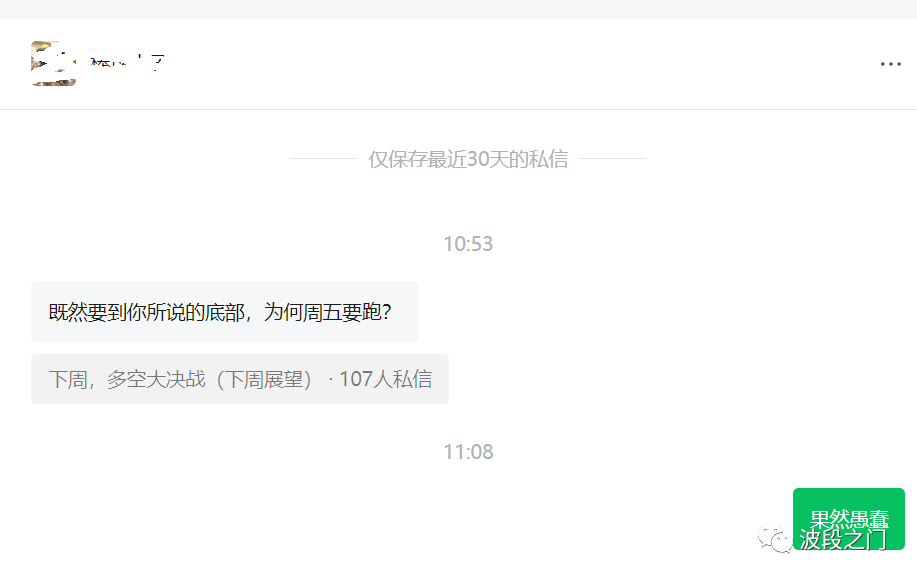 仅保存最近30天的私信
10:53
既然要到你所说的底部，为何周五要跑？
下周，多空大决战（下周展望） · 107人私信
11:08
果然愚蠢
波段之门